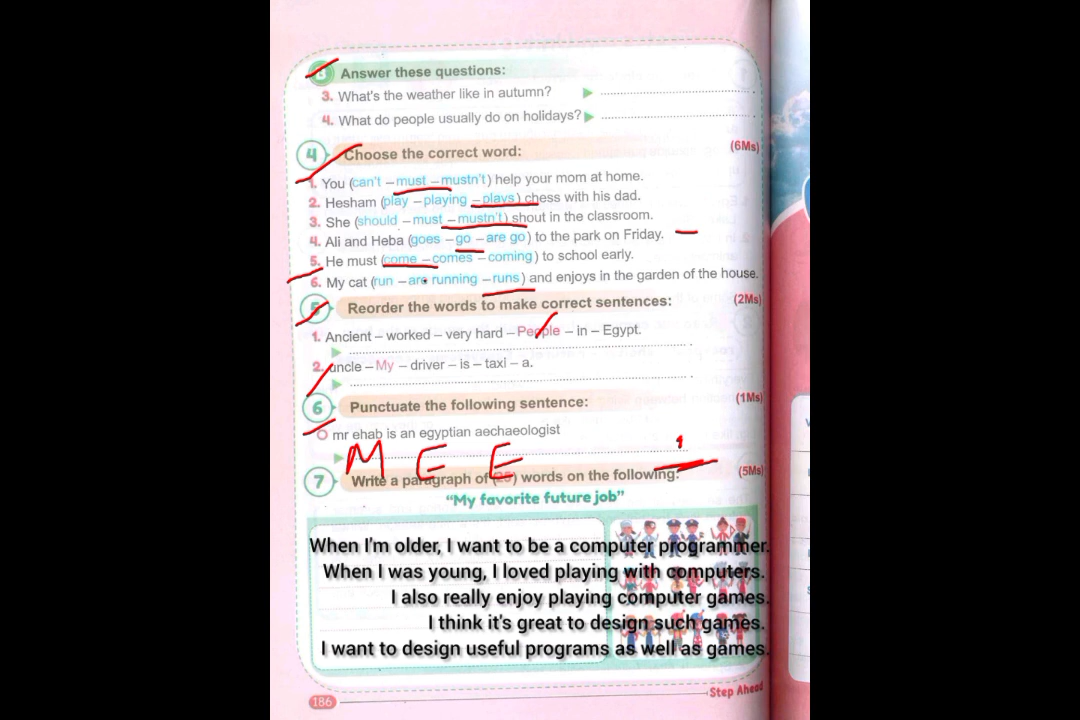 3 Answer these questions:
3. What's the weather like in autumn?
4. What do people usually do on holidays?
4 Choose the correct word: (6Ms)
1. You (can't – must – mustn't) help your mom at home.
2. Hesham (play – playing – plays) chess with his dad.
3. She (should – must – mustn't) shout in the classroom.
4. Ali and Heba (goes – go – are go) to the park on Friday.
5. He must (come – comes – coming) to school early.
6. My cat (run – are running – runs) and enjoys in the garden of the house.
5 Reorder the words to make correct sentences: (2Ms)
1. Ancient – worked – very hard – People – in – Egypt.
2. uncle – My – driver – is – taxi – a.
6 Punctuate the following sentence: (1Ms)
mr ehab is an egyptian aechaeologist
M E E
7 Write a paragraph of (25) words on the following: (5Ms)
"My favorite future job"
When I'm older, I want to be a computer programmer.
When I was young, I loved playing with computers.
I also really enjoy playing computer games.
I think it's great to design such games.
I want to design useful programs as well as games.
186
Step Ahead